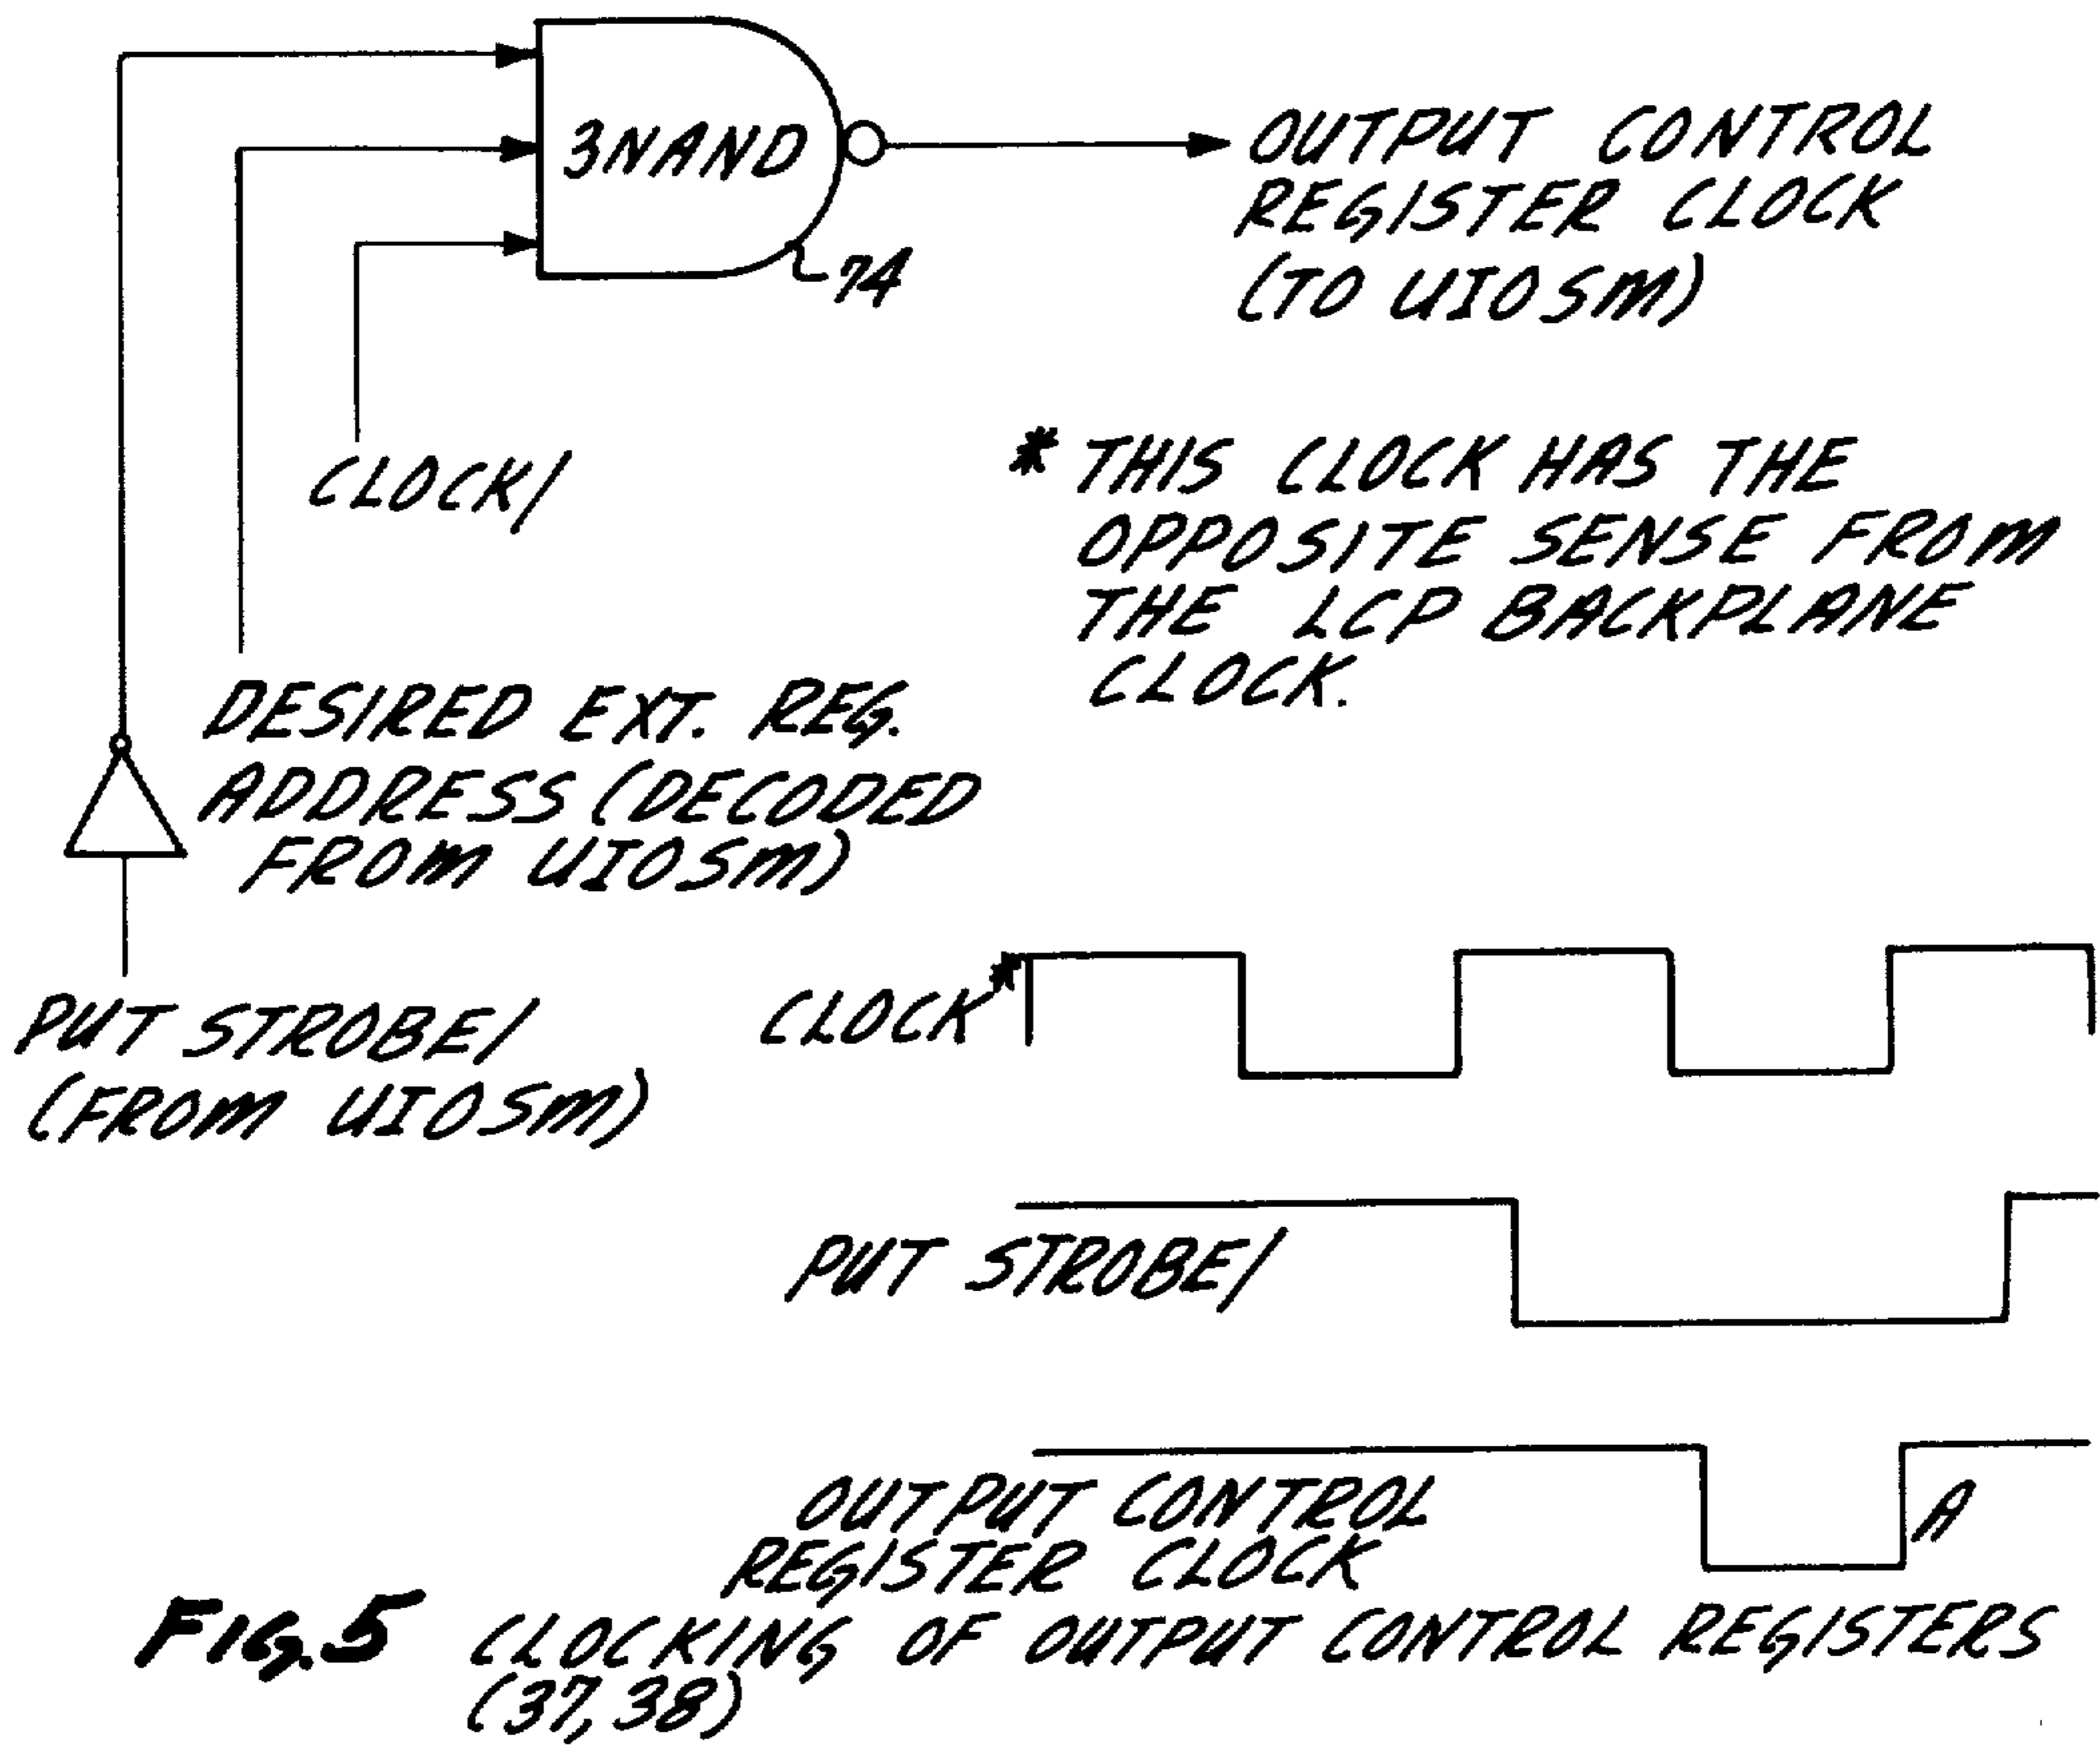 3NAND
74
OUTPUT CONTROL
REGISTER CLOCK
(TO UIOSM)
CLOCK/
* THIS CLOCK HAS THE
OPPOSITE SENSE FROM
THE LCP BACKPLANE
CLOCK.
DESIRED EXT. REG.
ADDRESS (DECODED
FROM UIOSM)
PUT STROBE/
(FROM UIOSM)
CLOCK*
PUT STROBE/
OUTPUT CONTROL
REGISTER CLOCK
A
FIG.5 CLOCKING OF OUTPUT CONTROL REGISTERS
(37,38)